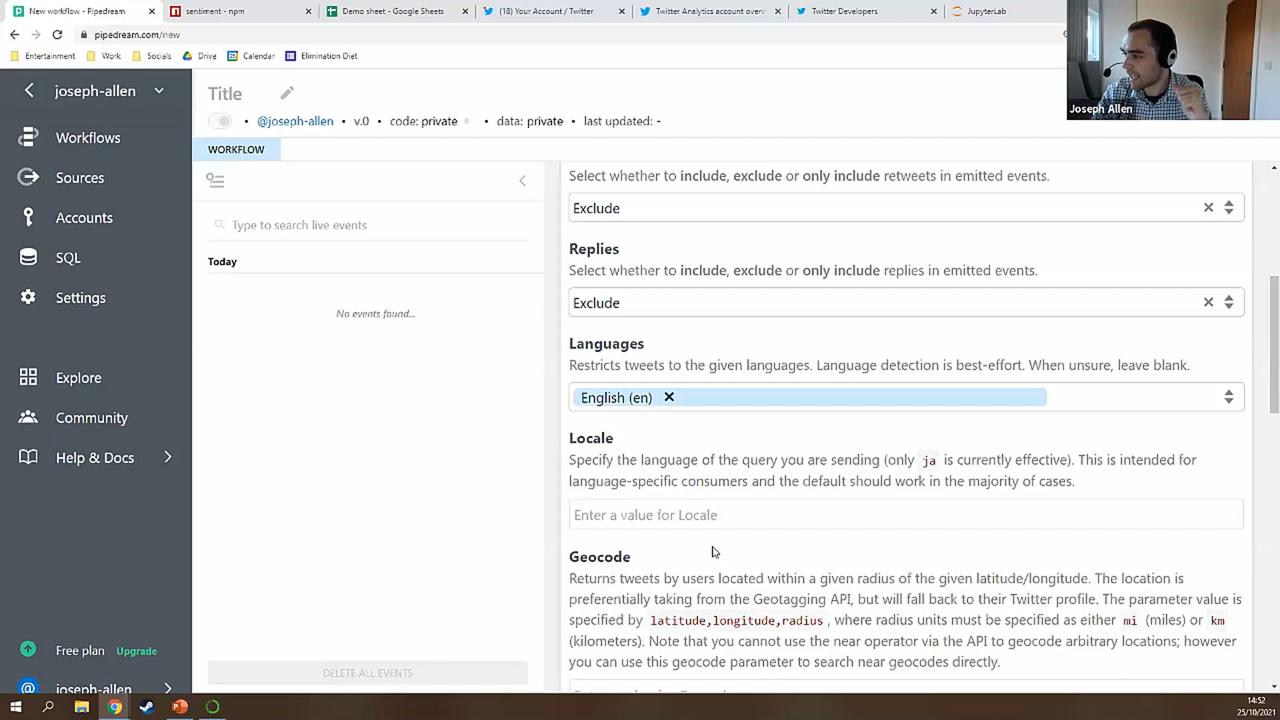 New workflow - Pipedream
sentiment - npm
Demo sheet - Google Sheets
(18) Your Account / Twitter
Twitter Analytics account over
Twitter Develop
JupyterLab
pipedream.com/new
Entertainment
Work
Socials
Drive
Calendar
Elimination Diet
Joseph Allen
joseph-allen
Workflows
Sources
Accounts
SQL
Settings
Explore
Community
Help & Docs
Free plan Upgrade
joseph-allen
Title
• @joseph-allen • v.0 • code: private • data: private • last updated: -
WORKFLOW
Type to search live events
Today
No events found...
DELETE ALL EVENTS
Select whether to include, exclude or only include retweets in emitted events.
Exclude
Replies
Select whether to include, exclude or only include replies in emitted events.
Exclude
Languages
Restricts tweets to the given languages. Language detection is best-effort. When unsure, leave blank.
English (en)
Locale
Specify the language of the query you are sending (only ja is currently effective). This is intended for
language-specific consumers and the default should work in the majority of cases.
Enter a value for Locale
Geocode
Returns tweets by users located within a given radius of the given latitude/longitude. The location is
preferentially taking from the Geotagging API, but will fall back to their Twitter profile. The parameter value is
specified by latitude,longitude,radius , where radius units must be specified as either mi (miles) or km
(kilometers). Note that you cannot use the near operator via the API to geocode arbitrary locations; however
you can use this geocode parameter to search near geocodes directly.
14:52
25/10/2021